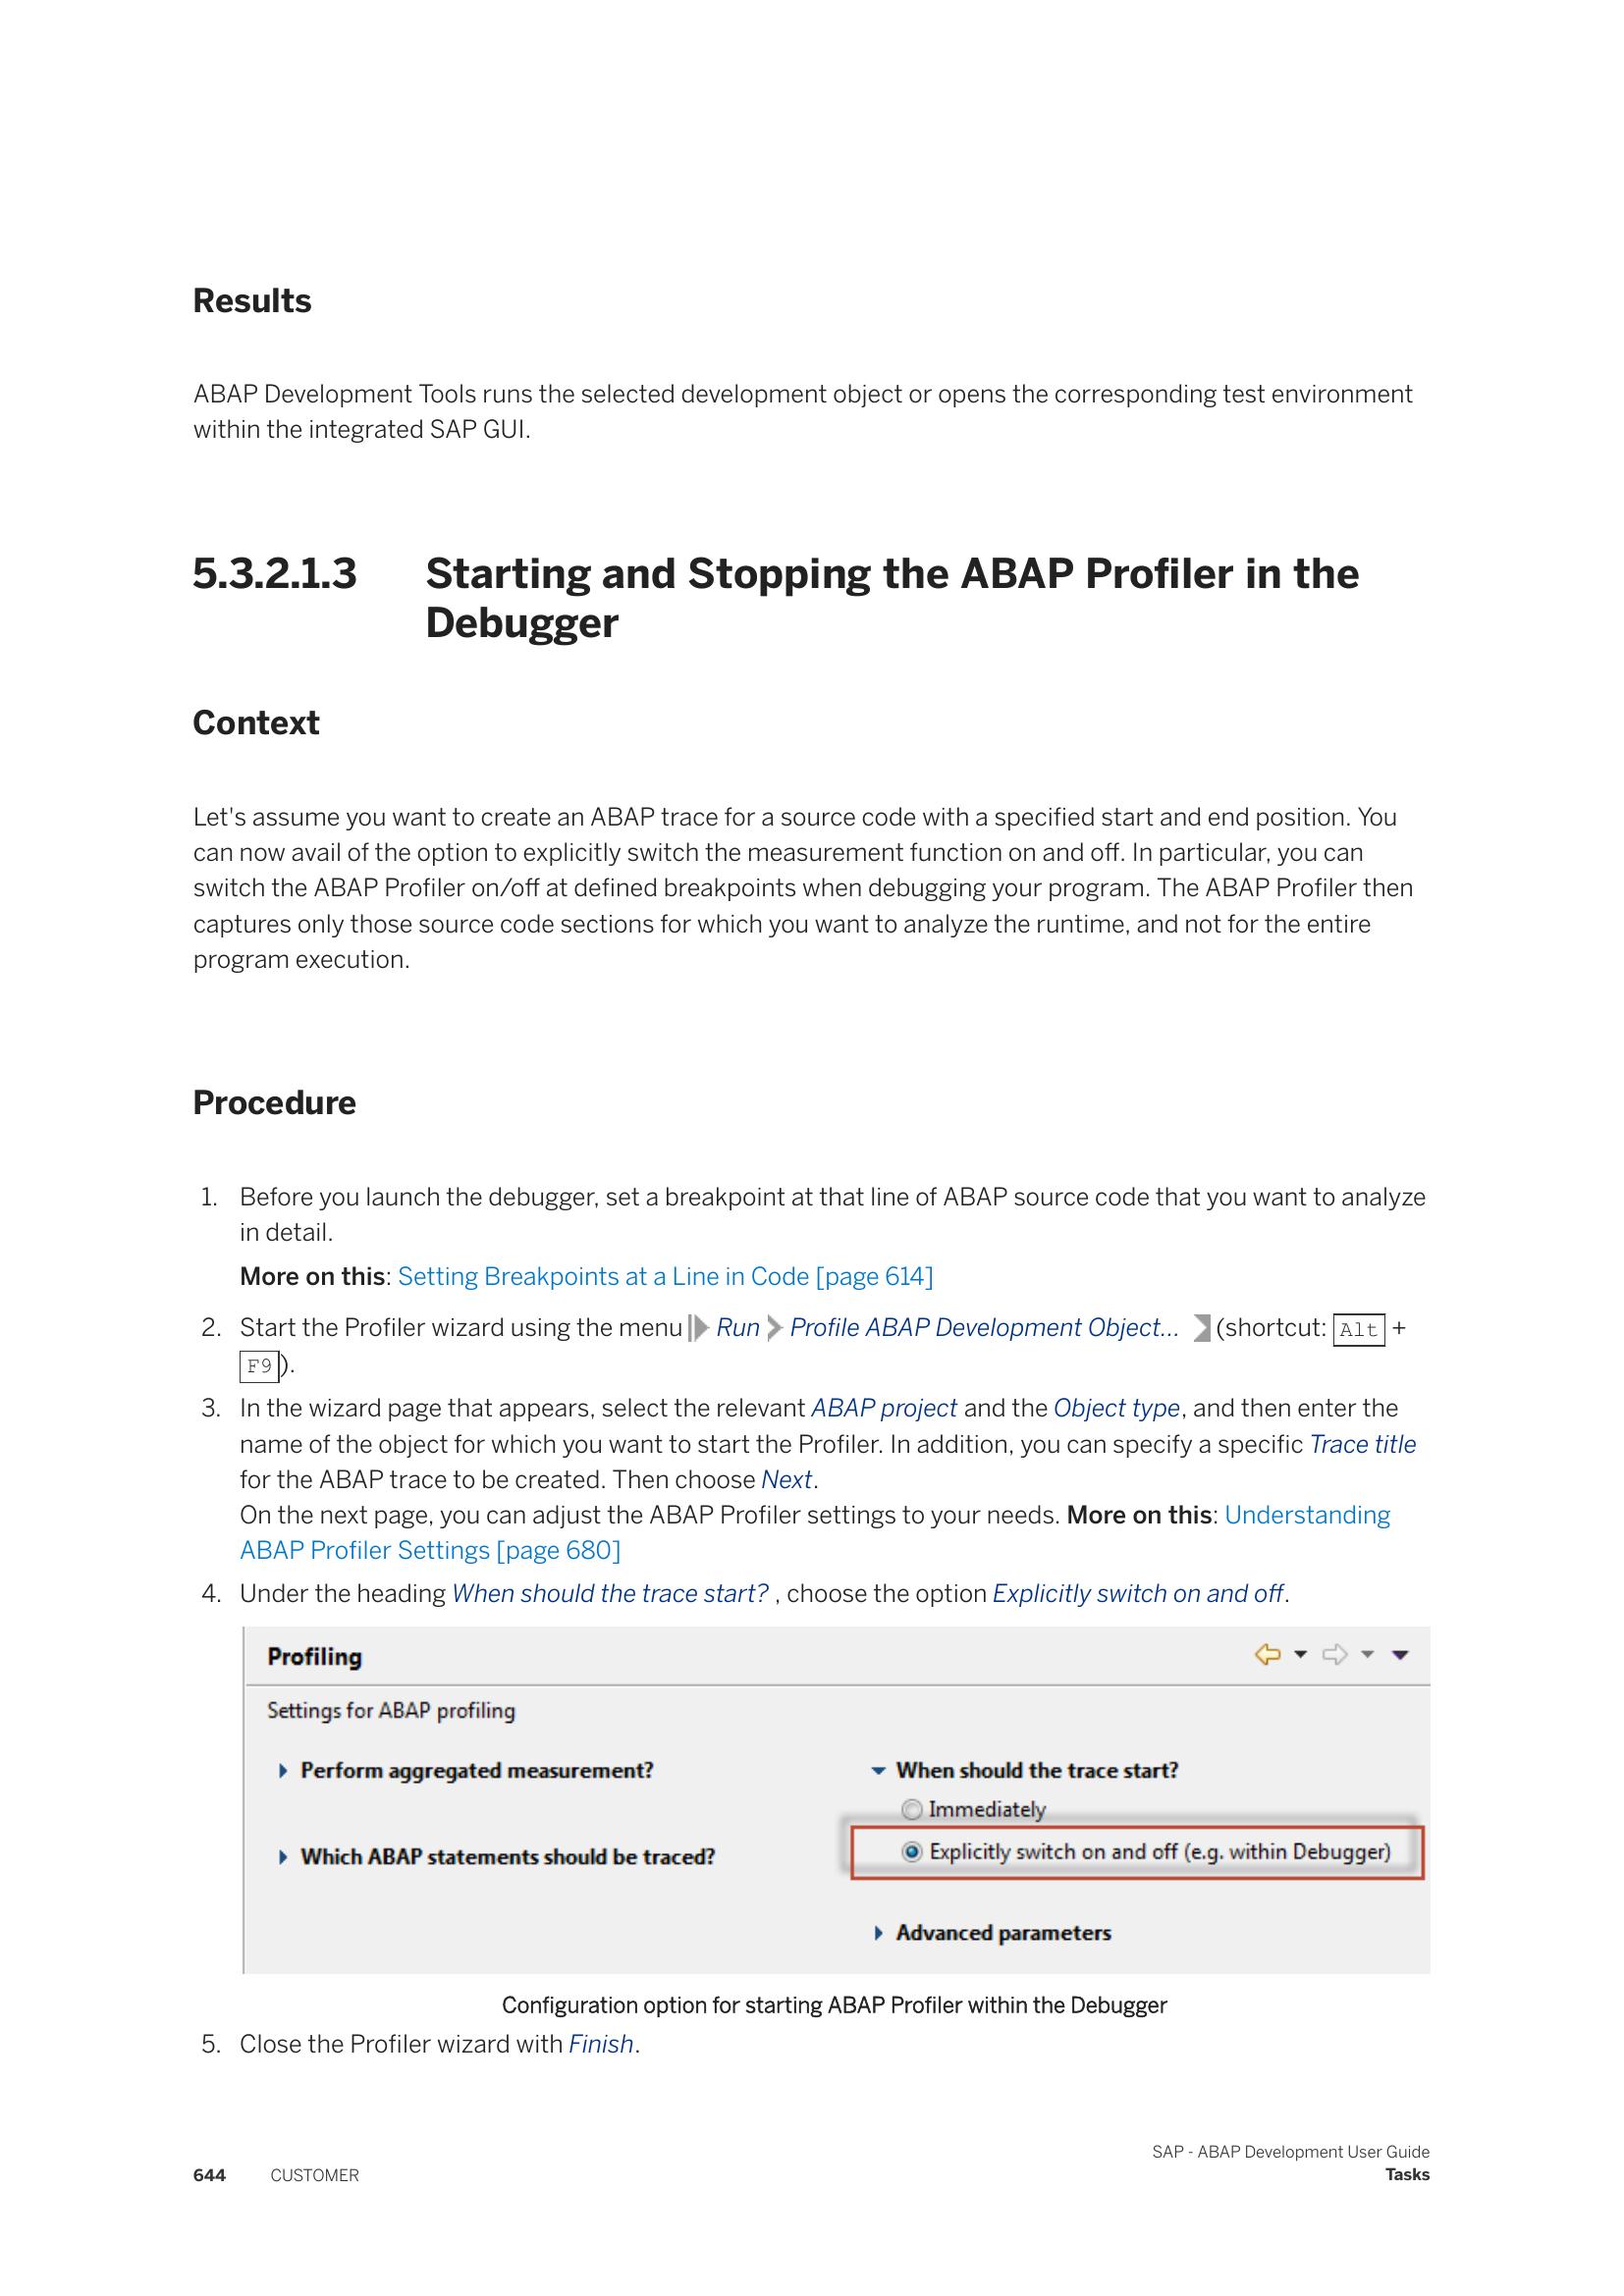 Results
ABAP Development Tools runs the selected development object or opens the corresponding test environment
within the integrated SAP GUI.
5.3.2.1.3 Starting and Stopping the ABAP Profiler in the
Debugger
Context
Let's assume you want to create an ABAP trace for a source code with a specified start and end position. You
can now avail of the option to explicitly switch the measurement function on and off. In particular, you can
switch the ABAP Profiler on/off at defined breakpoints when debugging your program. The ABAP Profiler then
captures only those source code sections for which you want to analyze the runtime, and not for the entire
program execution.
Procedure
1. Before you launch the debugger, set a breakpoint at that line of ABAP source code that you want to analyze
in detail.
More on this: Setting Breakpoints at a Line in Code [page 614]
2. Start the Profiler wizard using the menu Run Profile ABAP Development Object... (shortcut: Alt +
F9).
3. In the wizard page that appears, select the relevant ABAP project and the Object type, and then enter the
name of the object for which you want to start the Profiler. In addition, you can specify a specific Trace title
for the ABAP trace to be created. Then choose Next.
On the next page, you can adjust the ABAP Profiler settings to your needs. More on this: Understanding
ABAP Profiler Settings [page 680]
4. Under the heading When should the trace start? , choose the option Explicitly switch on and off.
Profiling
Settings for ABAP profiling
Perform aggregated measurement?
Which ABAP statements should be traced?
When should the trace start?
Immediately
Explicitly switch on and off (e.g. within Debugger)
Advanced parameters
Configuration option for starting ABAP Profiler within the Debugger
5. Close the Profiler wizard with Finish.
SAP - ABAP Development User Guide
644 CUSTOMER Tasks